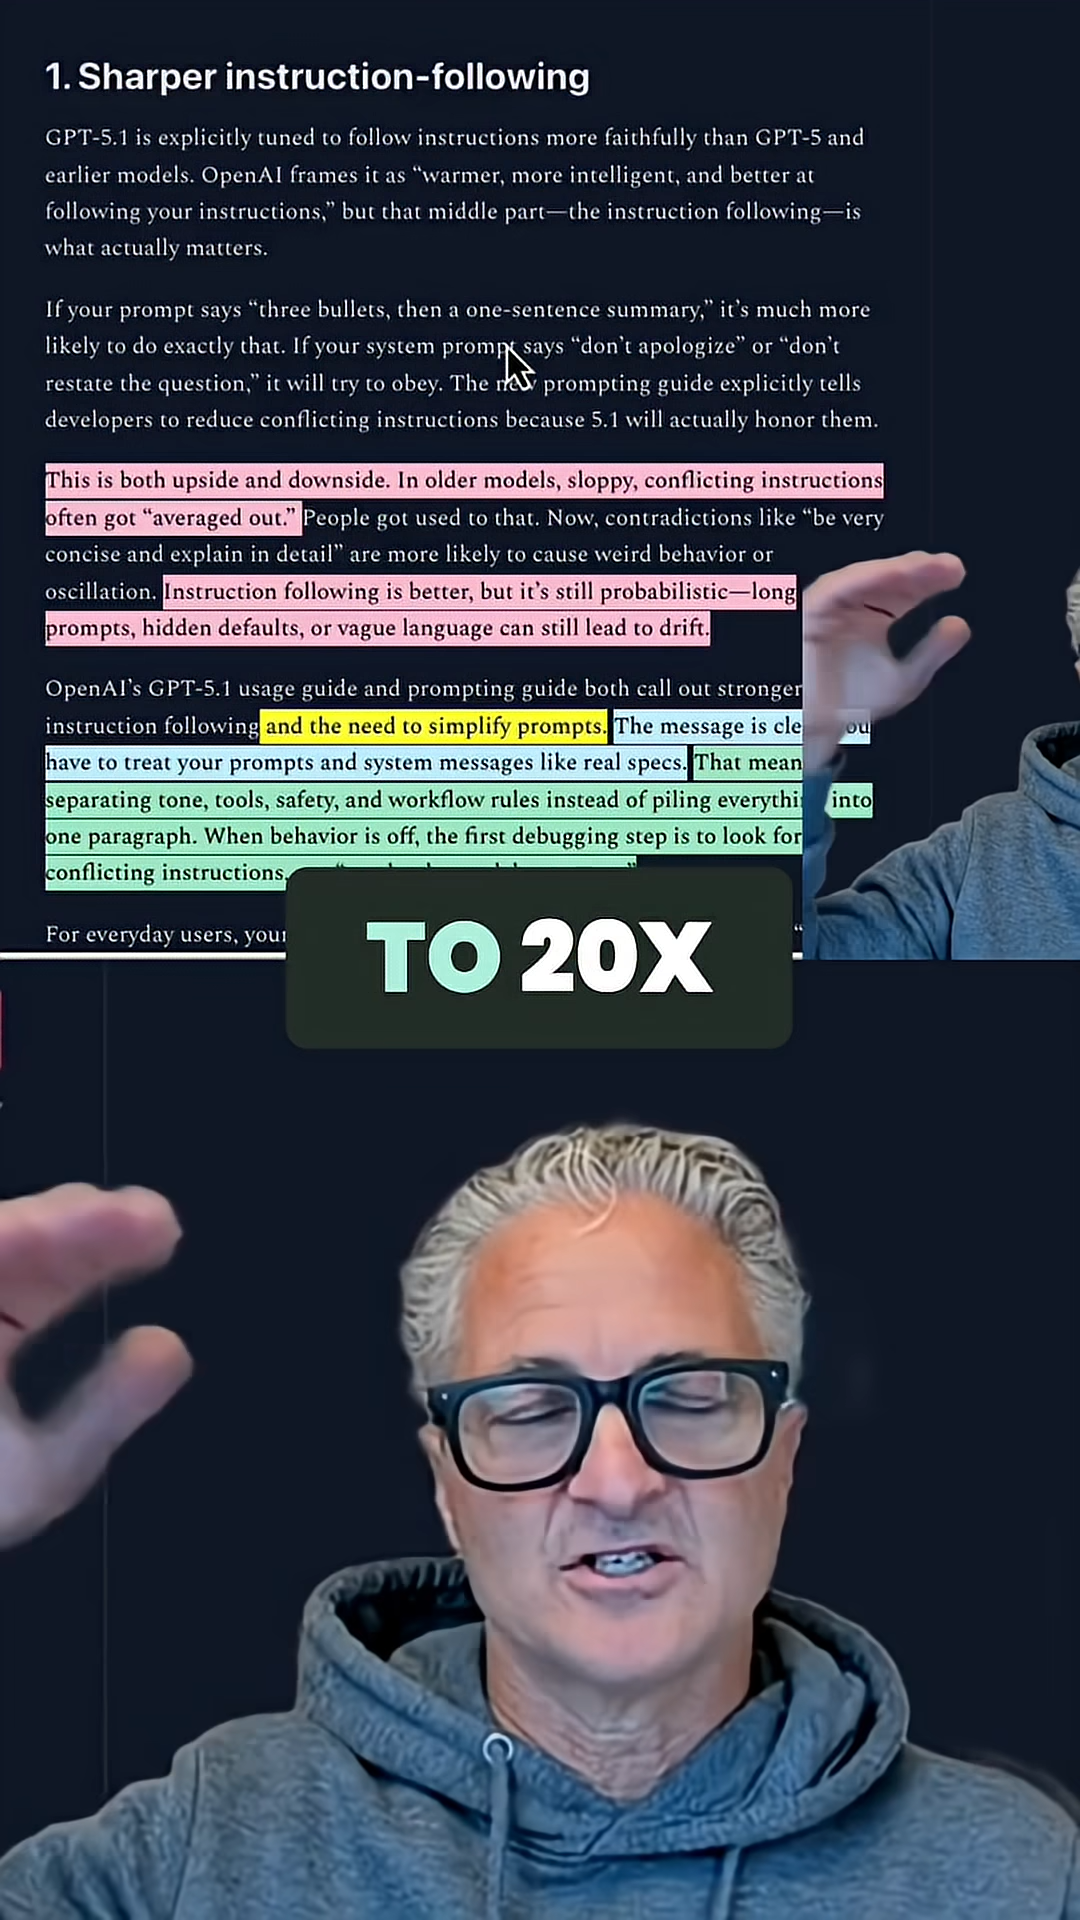 1. Sharper instruction-following
GPT-5.1 is explicitly tuned to follow instructions more faithfully than GPT-5 and
earlier models. OpenAI frames it as “warmer, more intelligent, and better at
following your instructions,” but that middle part—the instruction following—is
what actually matters.
If your prompt says “three bullets, then a one-sentence summary,” it’s much more
likely to do exactly that. If your system prompt says “don’t apologize” or “don’t
restate the question,” it will try to obey. The new prompting guide explicitly tells
developers to reduce conflicting instructions because 5.1 will actually honor them.
This is both upside and downside. In older models, sloppy, conflicting instructions
often got “averaged out.” People got used to that. Now, contradictions like “be very
concise and explain in detail” are more likely to cause weird behavior or
oscillation. Instruction following is better, but it’s still probabilistic—long
prompts, hidden defaults, or vague language can still lead to drift.
OpenAI’s GPT-5.1 usage guide and prompting guide both call out stronger
instruction following and the need to simplify prompts. The message is
have to treat your prompts and system messages like real specs. That
separating tone, tools, safety, and workflow rules instead of piling into
one paragraph. When behavior is off, the first debugging step is to look for
conflicting instructions,
For everyday users,
TO 20X